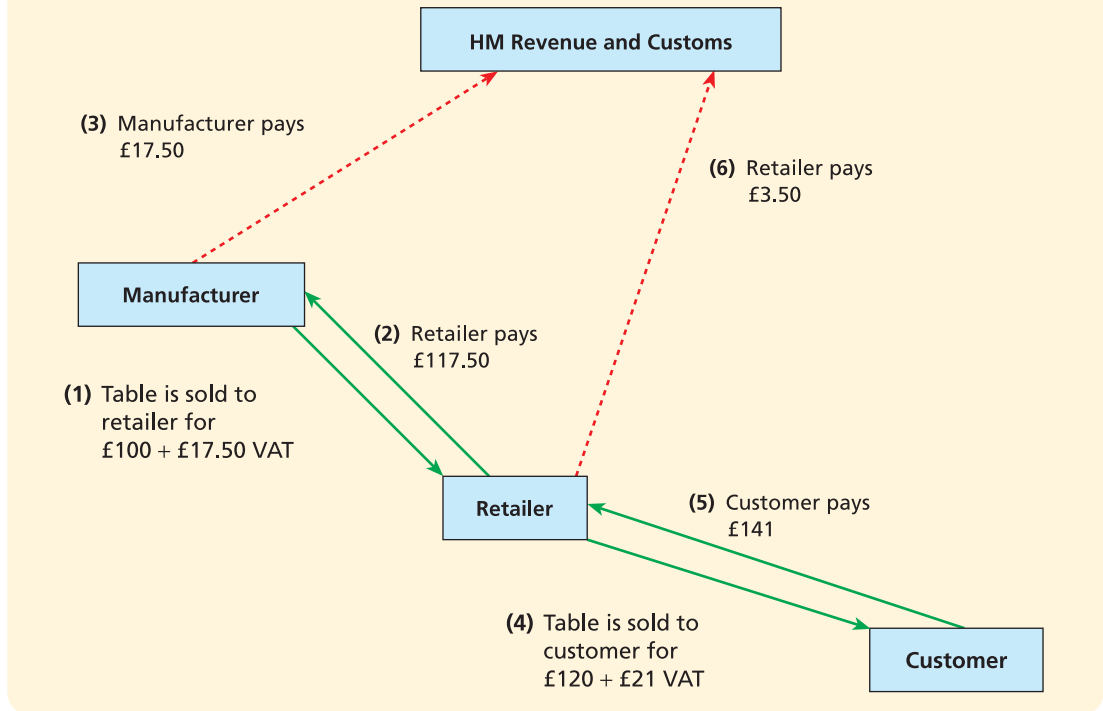 HM Revenue and Customs
(3) Manufacturer pays
£17.50
(6) Retailer pays
£3.50
Manufacturer
(2) Retailer pays
£117.50
(1) Table is sold to
retailer for
£100 + £17.50 VAT
Retailer
(5) Customer pays
£141
(4) Table is sold to
customer for
£120 + £21 VAT
Customer